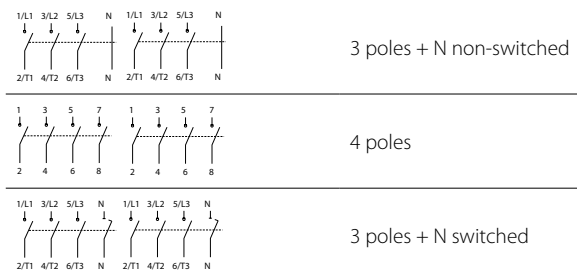 1/L1 3/L2 5/L3 N 1/L1 3/L2 5/L3 N
3 poles + N non-switched
2/T1 4/T2 6/T3 N 2/T1 4/T2 6/T3 N
1 3 5 7 1 3 5 7
4 poles
2 4 6 8 2 4 6 8
1/L1 3/L2 5/L3 N 1/L1 3/L2 5/L3 N
3 poles + N switched
2/T1 4/T2 6/T3 N 2/T1 4/T2 6/T3 N